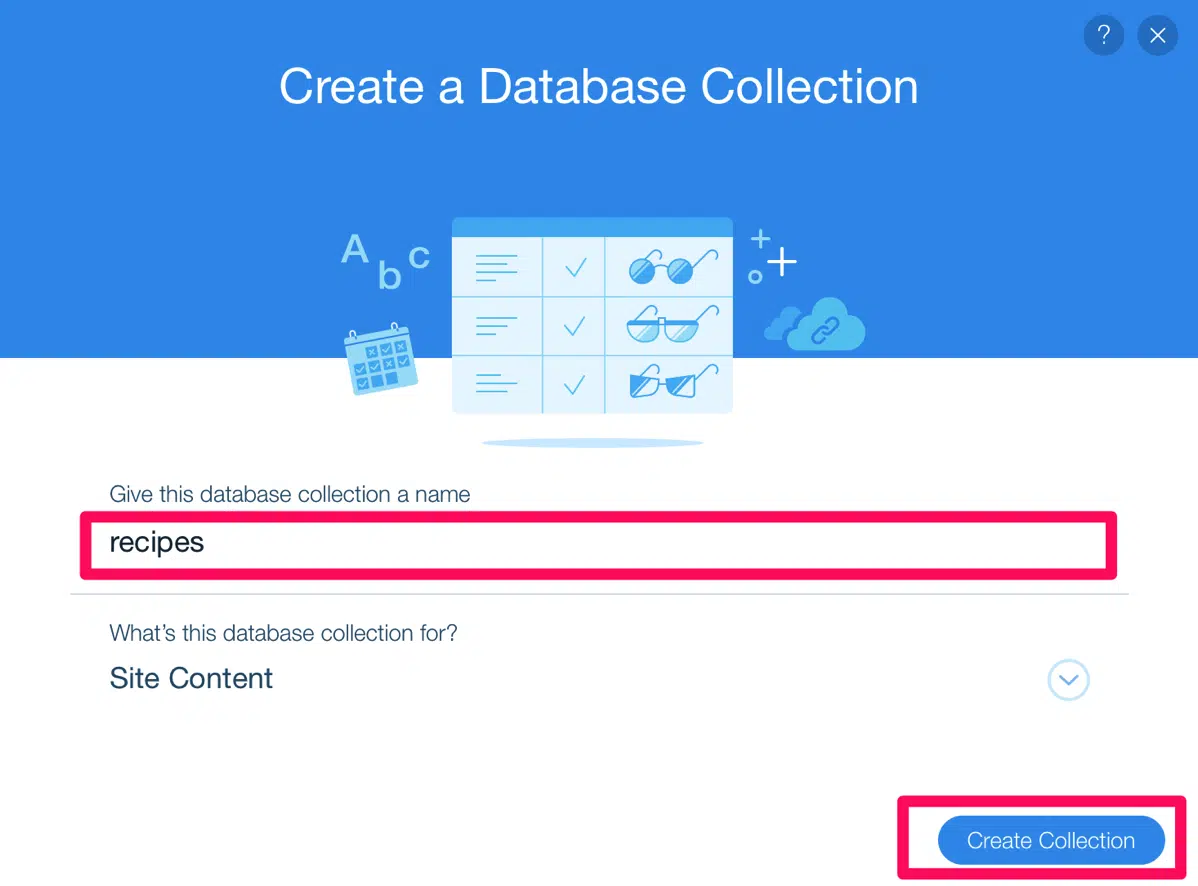 ?
Create a Database Collection
A b c
Give this database collection a name
recipes
What's this database collection for?
Site Content
Create Collection